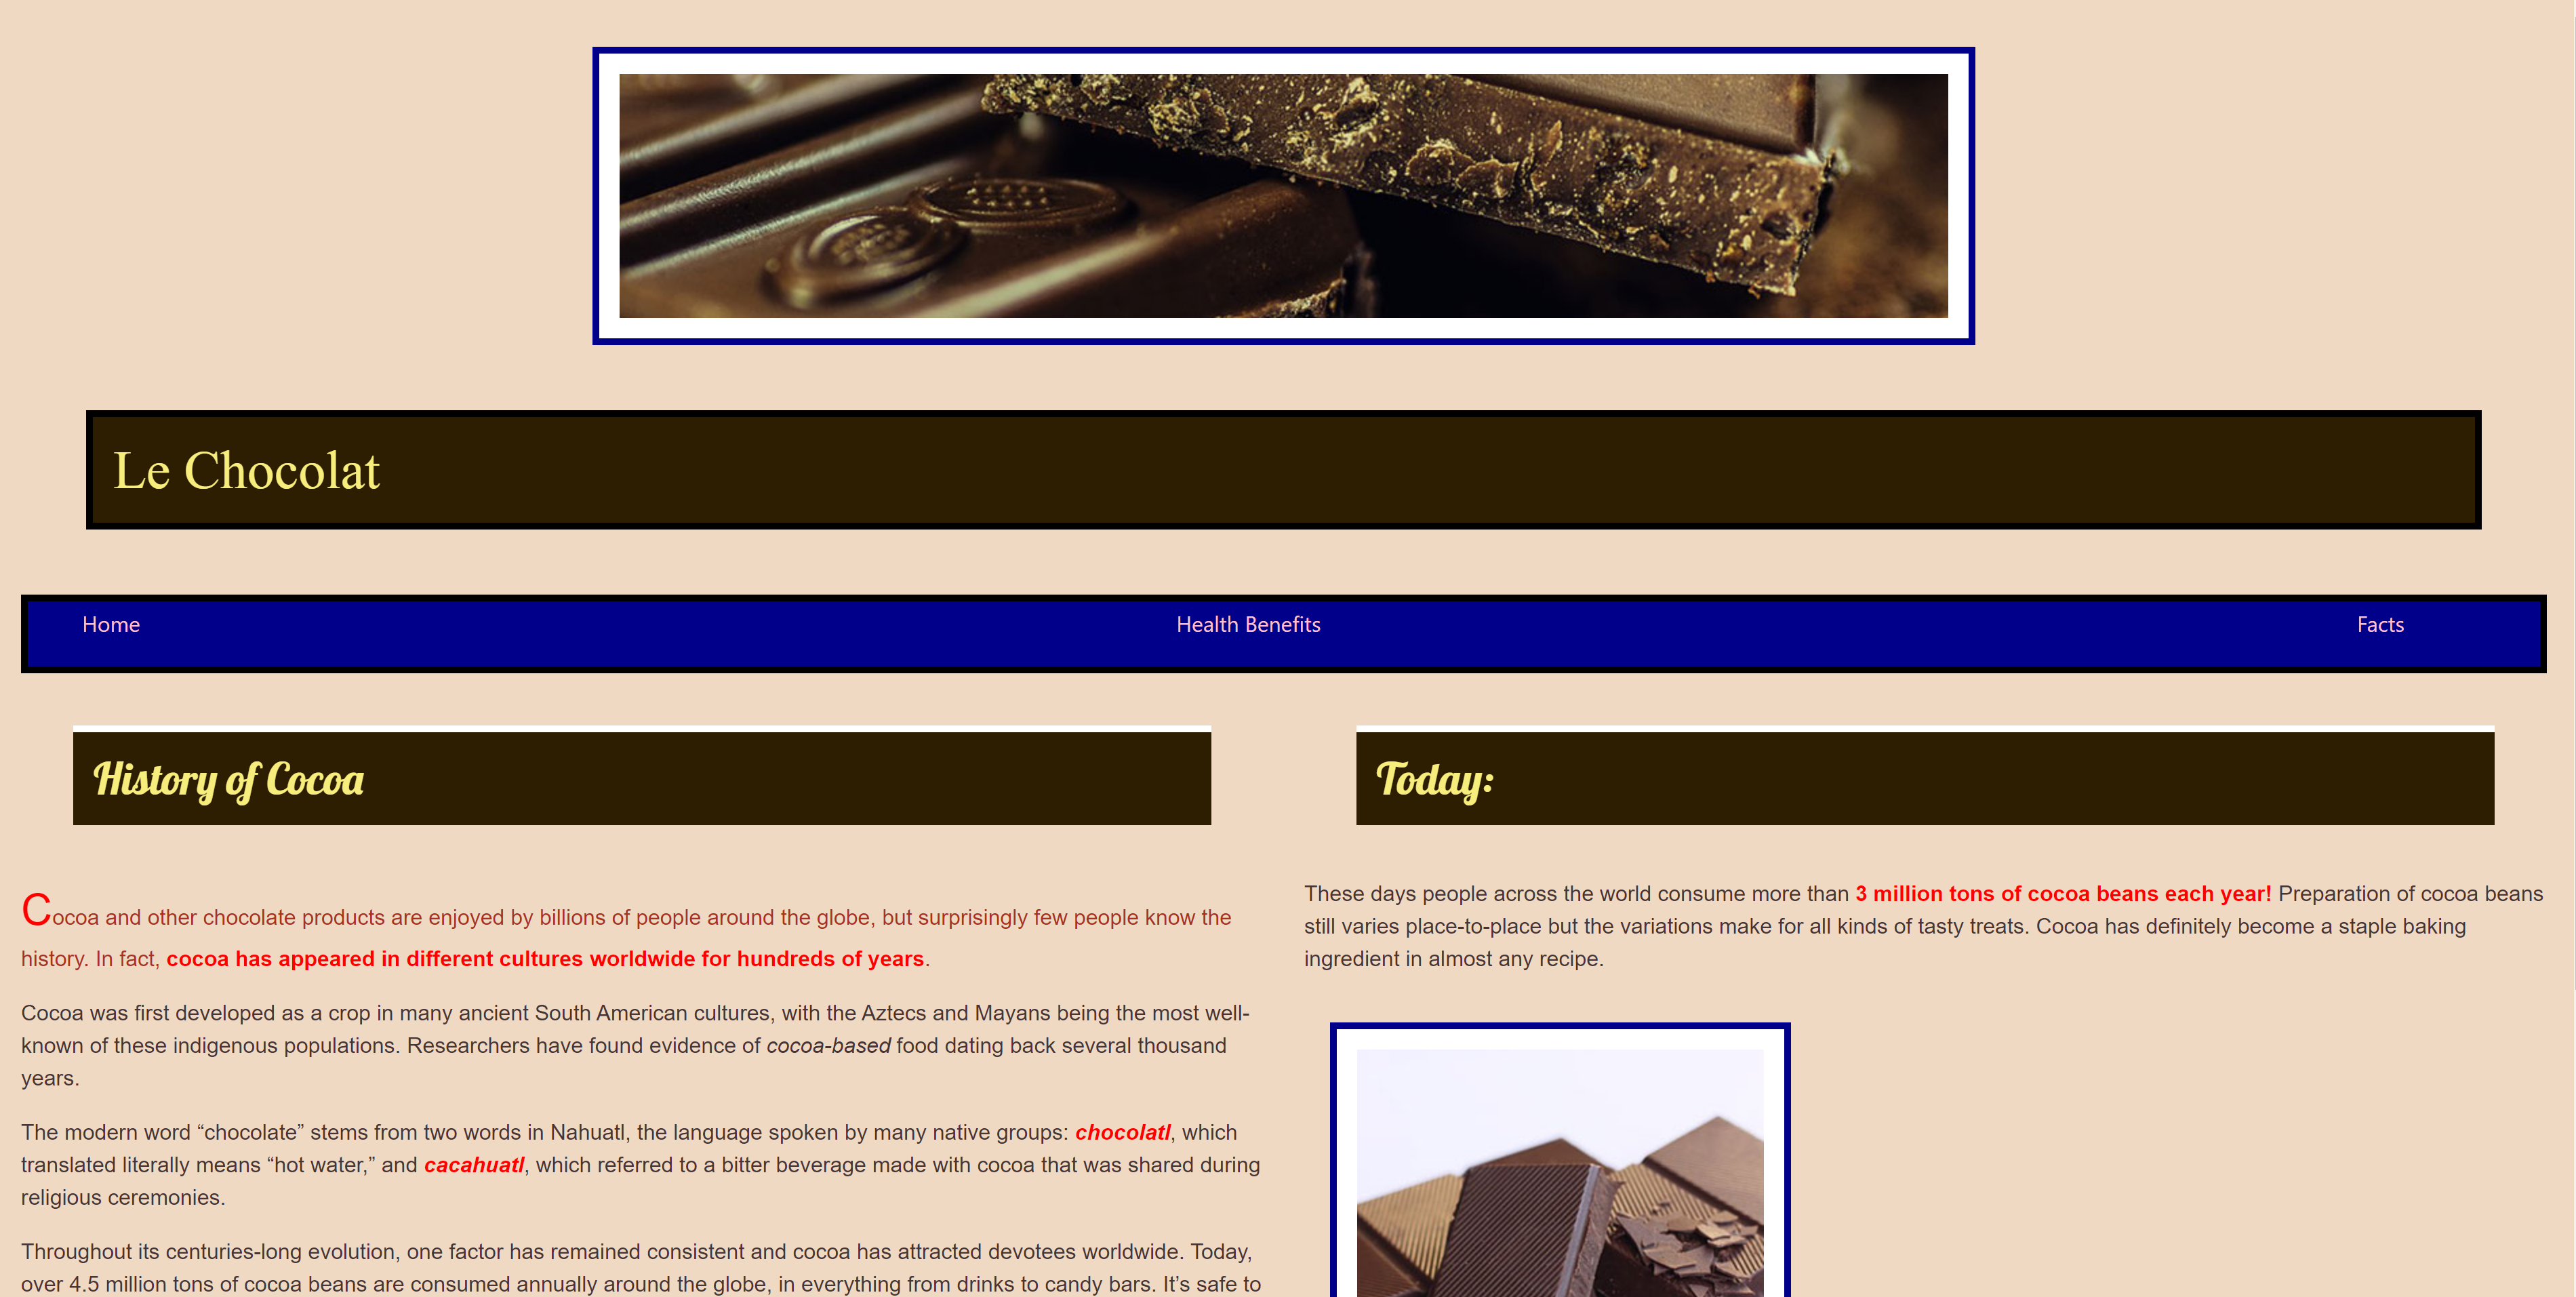 Le Chocolat
Home
Health Benefits
Facts
History of Cocoa
Cocoa and other chocolate products are enjoyed by billions of people around the globe, but surprisingly few people know the
history. In fact, cocoa has appeared in different cultures worldwide for hundreds of years.
Cocoa was first developed as a crop in many ancient South American cultures, with the Aztecs and Mayans being the most well-
known of these indigenous populations. Researchers have found evidence of cocoa-based food dating back several thousand
years.
The modern word “chocolate” stems from two words in Nahuatl, the language spoken by many native groups: chocolatl, which
translated literally means “hot water,” and cacahuatl, which referred to a bitter beverage made with cocoa that was shared during
religious ceremonies.
Throughout its centuries-long evolution, one factor has remained consistent and cocoa has attracted devotees worldwide. Today,
over 4.5 million tons of cocoa beans are consumed annually around the globe, in everything from drinks to candy bars. It’s safe to
Today:
These days people across the world consume more than 3 million tons of cocoa beans each year! Preparation of cocoa beans
still varies place-to-place but the variations make for all kinds of tasty treats. Cocoa has definitely become a staple baking
ingredient in almost any recipe.